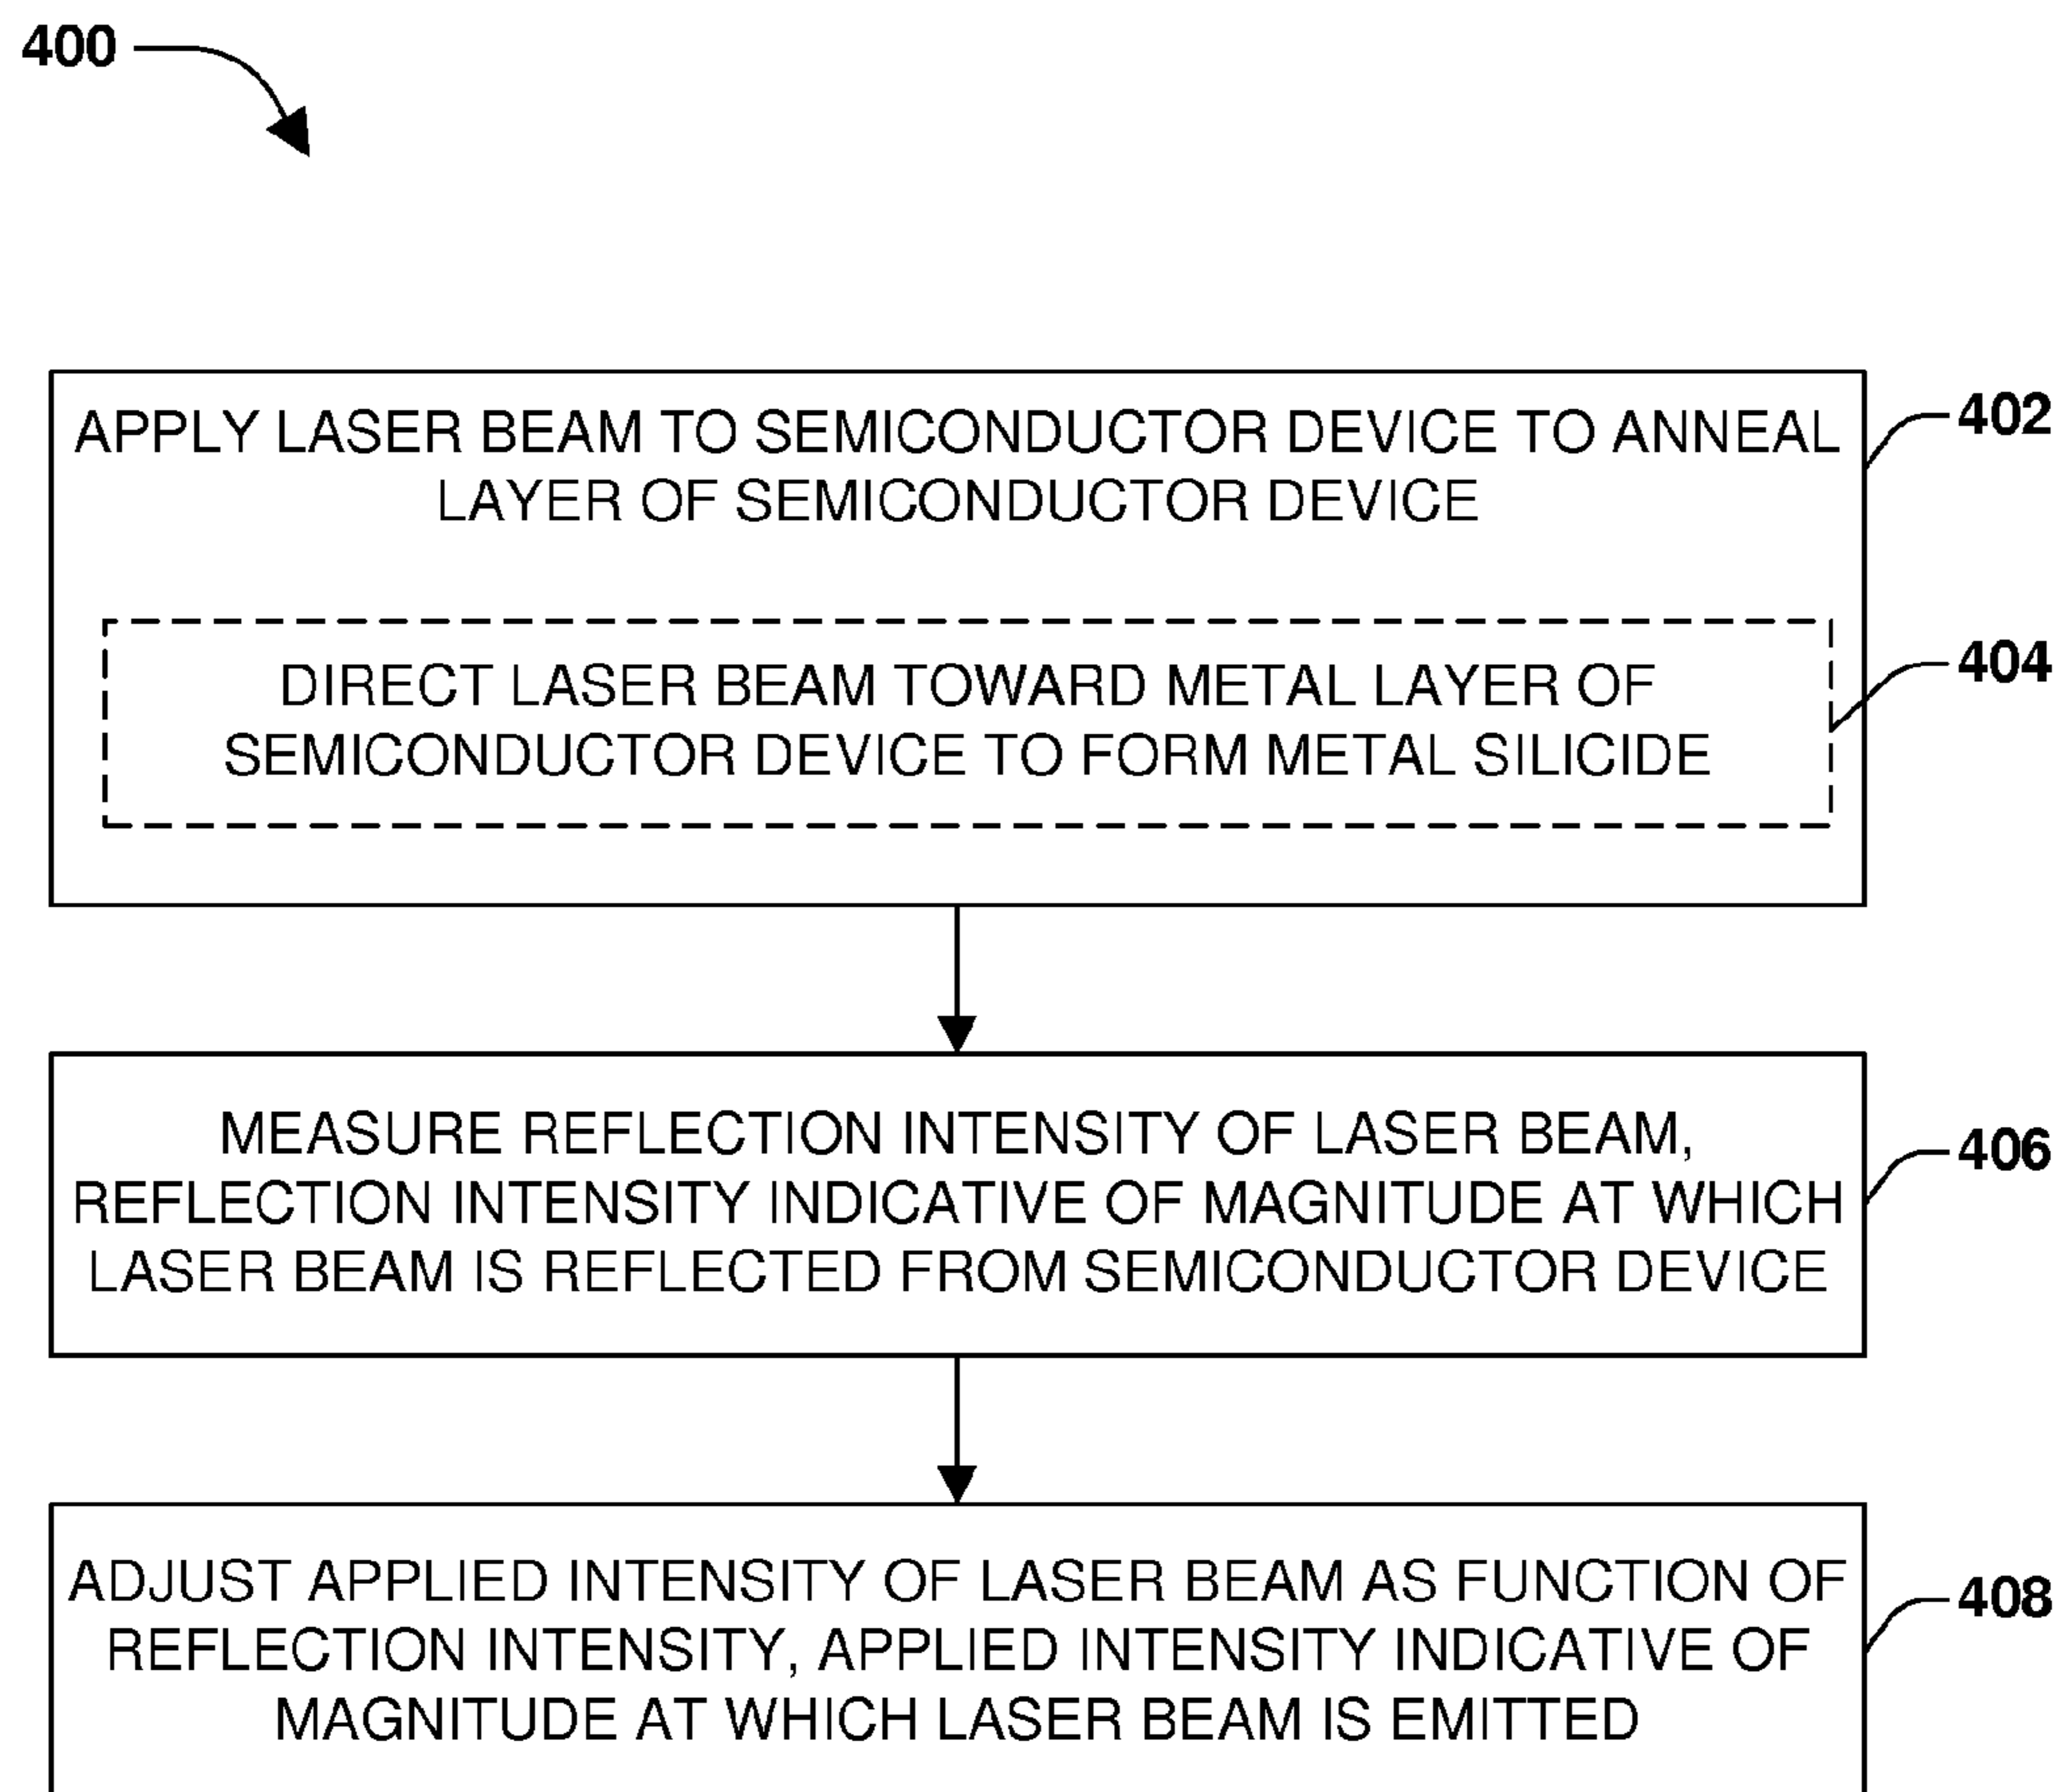 400
APPLY LASER BEAM TO SEMICONDUCTOR DEVICE TO ANNEAL
LAYER OF SEMICONDUCTOR DEVICE
402
DIRECT LASER BEAM TOWARD METAL LAYER OF
SEMICONDUCTOR DEVICE TO FORM METAL SILICIDE
404
MEASURE REFLECTION INTENSITY OF LASER BEAM,
REFLECTION INTENSITY INDICATIVE OF MAGNITUDE AT WHICH
LASER BEAM IS REFLECTED FROM SEMICONDUCTOR DEVICE
406
ADJUST APPLIED INTENSITY OF LASER BEAM AS FUNCTION OF
REFLECTION INTENSITY, APPLIED INTENSITY INDICATIVE OF
MAGNITUDE AT WHICH LASER BEAM IS EMITTED
408